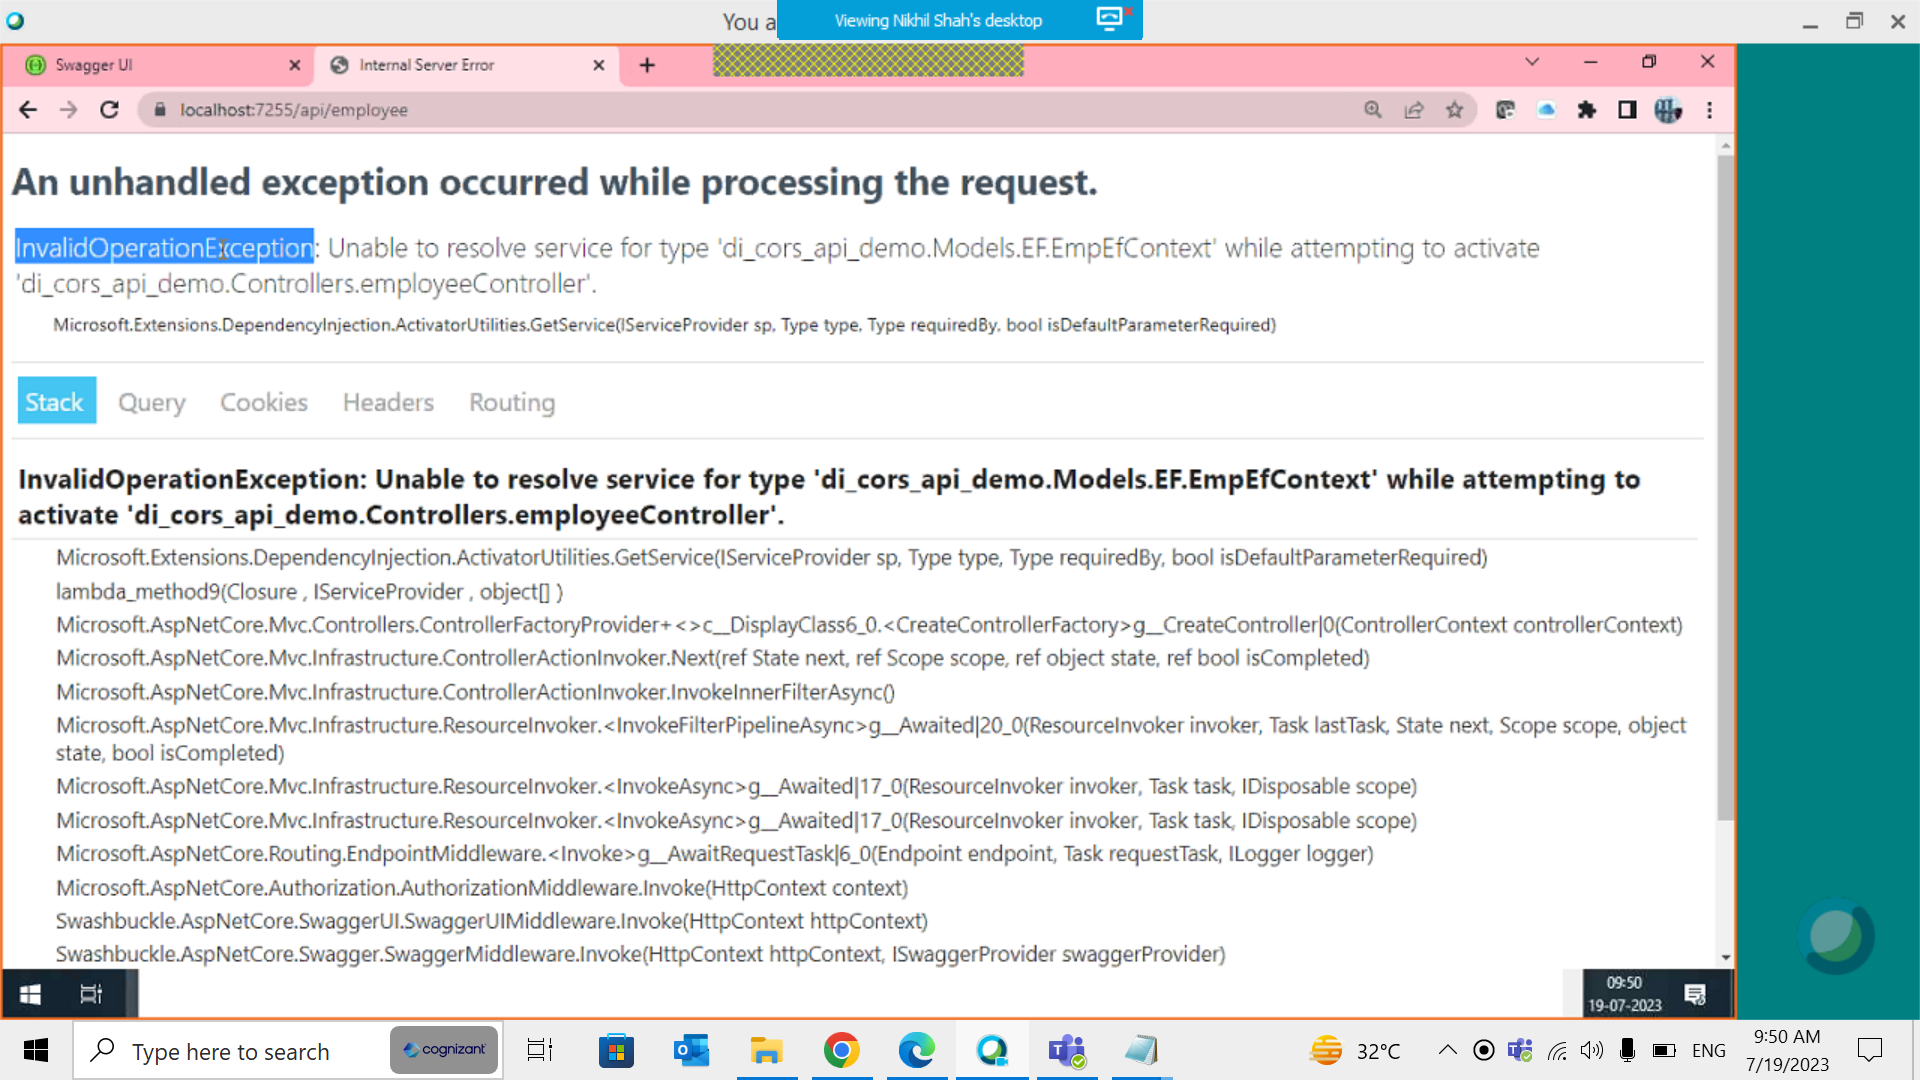 You a
Viewing Nikhil Shah's desktop
Swagger UI
Internal Server Error
localhost:7255/api/employee
An unhandled exception occurred while processing the request.
InvalidOperationException: Unable to resolve service for type 'di_cors_api_demo.Models.EF.EmpEfContext' while attempting to activate
'di_cors_api_demo.Controllers.employeeController'.
Microsoft.Extensions.DependencyInjection.ActivatorUtilities.GetService(IServiceProvider sp, Type type, Type requiredBy, bool isDefaultParameterRequired)
Stack Query Cookies Headers Routing
InvalidOperationException: Unable to resolve service for type 'di_cors_api_demo.Models.EF.EmpEfContext' while attempting to
activate 'di_cors_api_demo.Controllers.employeeController'.
Microsoft.Extensions.DependencyInjection.ActivatorUtilities.GetService(IServiceProvider sp, Type type, Type requiredBy, bool isDefaultParameterRequired)
lambda_method9(Closure , IServiceProvider , object[] )
Microsoft.AspNetCore.Mvc.Controllers.ControllerFactoryProvider+<>c__DisplayClass6_0.<CreateControllerFactory>g__CreateController|0(ControllerContext controllerContext)
Microsoft.AspNetCore.Mvc.Infrastructure.ControllerActionInvoker.Next(ref State next, ref Scope scope, ref object state, ref bool isCompleted)
Microsoft.AspNetCore.Mvc.Infrastructure.ControllerActionInvoker.InvokeInnerFilterAsync()
Microsoft.AspNetCore.Mvc.Infrastructure.ResourceInvoker.<InvokeFilterPipelineAsync>g__Awaited|20_0(ResourceInvoker invoker, Task lastTask, State next, Scope scope, object
state, bool isCompleted)
Microsoft.AspNetCore.Mvc.Infrastructure.ResourceInvoker.<InvokeAsync>g__Awaited|17_0(ResourceInvoker invoker, Task task, IDisposable scope)
Microsoft.AspNetCore.Mvc.Infrastructure.ResourceInvoker.<InvokeAsync>g__Awaited|17_0(ResourceInvoker invoker, Task task, IDisposable scope)
Microsoft.AspNetCore.Routing.EndpointMiddleware.<Invoke>g__AwaitRequestTask|6_0(Endpoint endpoint, Task requestTask, ILogger logger)
Microsoft.AspNetCore.Authorization.AuthorizationMiddleware.Invoke(HttpContext context)
Swashbuckle.AspNetCore.SwaggerUI.SwaggerUIMiddleware.Invoke(HttpContext httpContext)
Swashbuckle.AspNetCore.Swagger.SwaggerMiddleware.Invoke(HttpContext httpContext, ISwaggerProvider swaggerProvider)
09:50
19-07-2023
Type here to search
cognizant
32°C
ENG
9:50 AM
7/19/2023